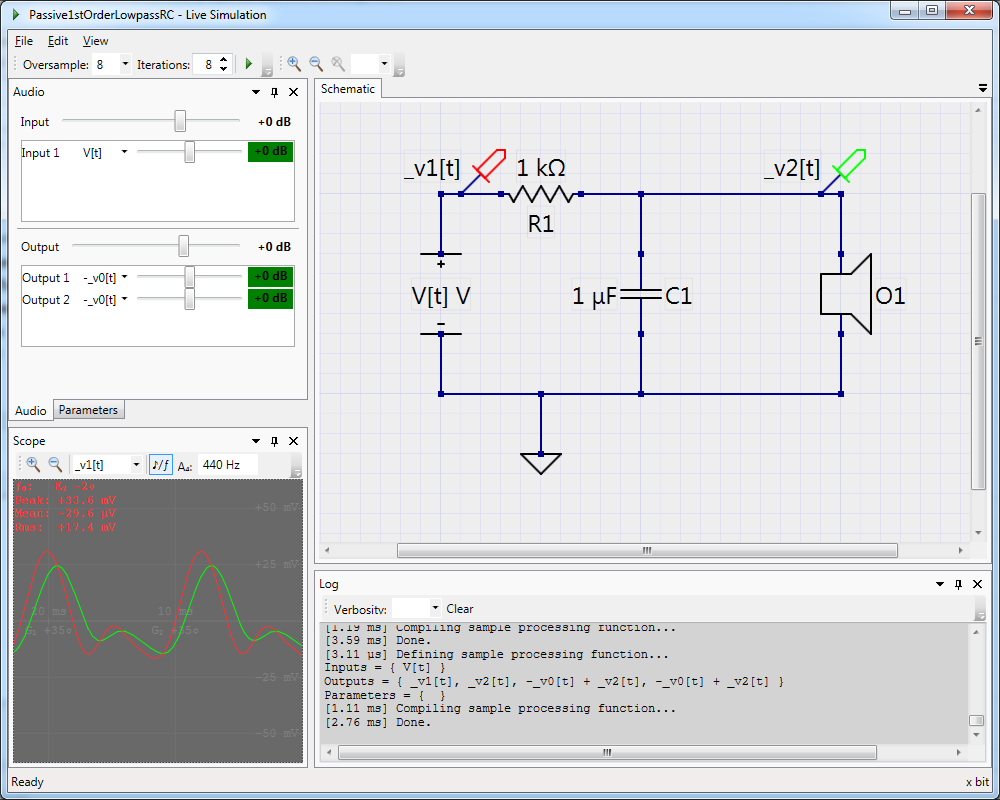 Passive1stOrderLowpassRC - Live Simulation
File Edit View
Oversample: 8 Iterations: 8
Audio
Input +0 dB
Input 1 V[t] +0 dB
Output +0 dB
Output 1 -_v0[t] +0 dB
Output 2 -_v0[t] +0 dB
Audio Parameters
Scope
_v1[t] ♪/f A4: 440 Hz
Peak: +33.6 mV
Mean: -29.6 µV
Rms: +17.4 mV
+50 mV
+25 mV
20 ms 10 ms
-25 mV
-50 mV
Schematic
_v1[t] 1 kΩ _v2[t]
R1
+
V[t] V 1 µF C1 O1
-
Log
Verbosity: Clear
[1.19 ms] Compiling sample processing function...
[3.59 ms] Done.
[3.11 µs] Defining sample processing function...
Inputs = { V[t] }
Outputs = { _v1[t], _v2[t], -_v0[t] + _v2[t], -_v0[t] + _v2[t] }
Parameters = { }
[1.11 ms] Compiling sample processing function...
[2.76 ms] Done.
Ready x bit